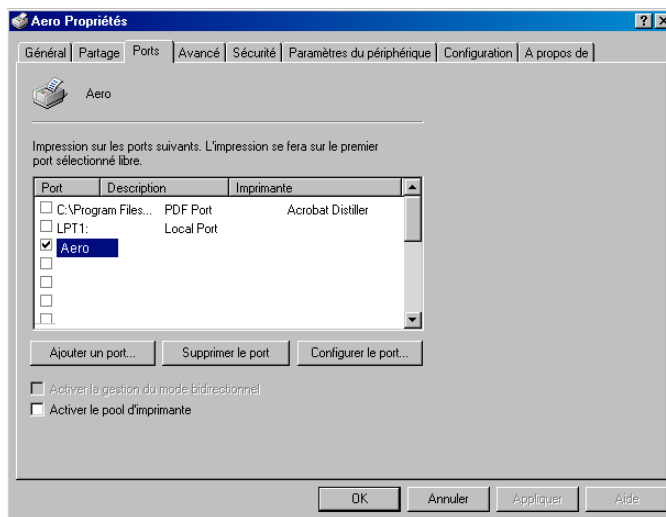 Aero Propriétés
Général Partage Ports Avancé Sécurité Paramètres du périphérique Configuration A propos de
Aero
Impression sur les ports suivants. L'impression se fera sur le premier
port sélectionné libre.
Port Description Imprimante
C:\Program Files... PDF Port Acrobat Distiller
LPT1: Local Port
Aero
Ajouter un port... Supprimer le port Configurer le port...
Activer la gestion du mode bidirectionnel
Activer le pool d'imprimante
OK Annuler Appliquer Aide